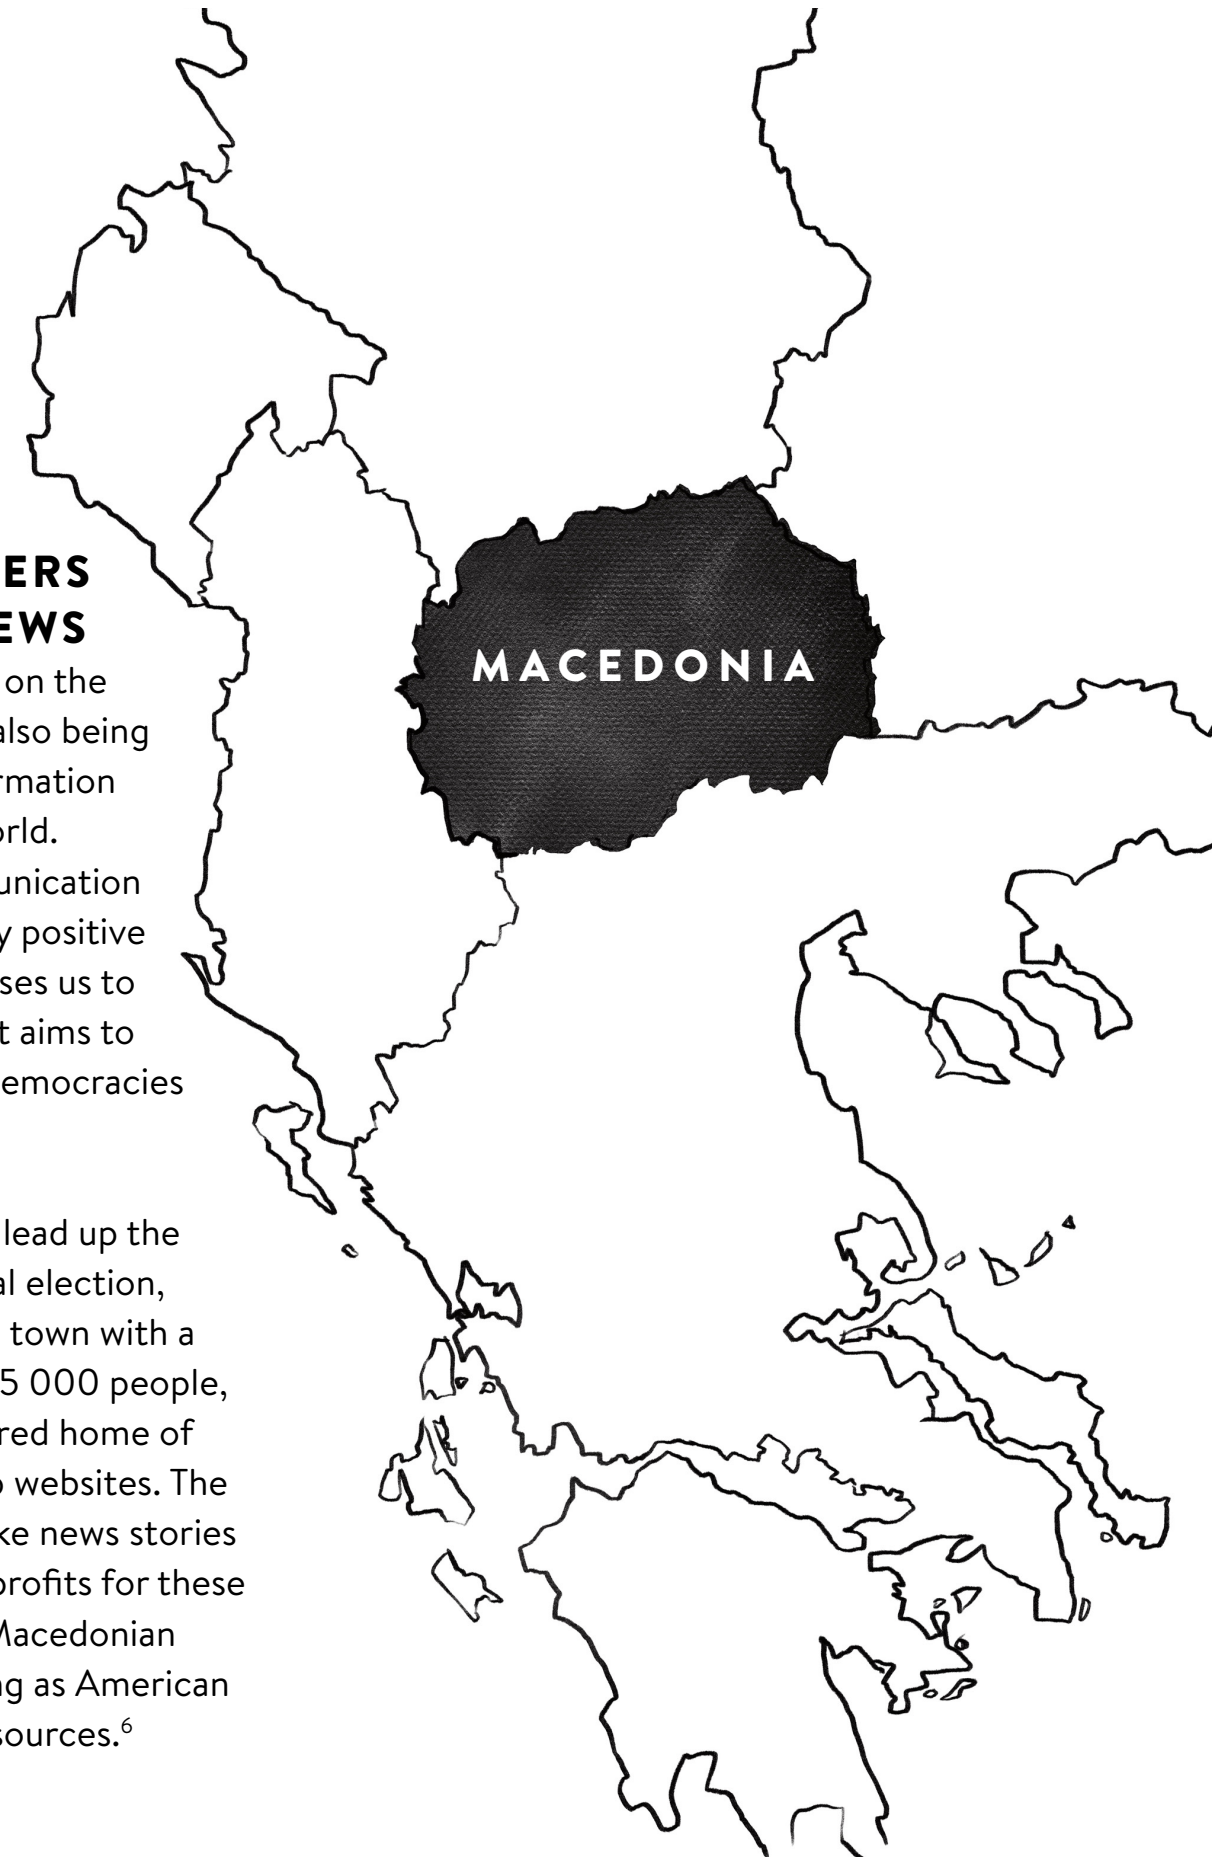 ERS
EWS
on the
also being
rmation
orld.
unication
y positive
ses us to
t aims to
emocracies
lead up the
al election,
town with a
5 000 people,
red home of
o websites. The
ke news stories
profits for these
Macedonian
ng as American
sources.6
MACEDONIA